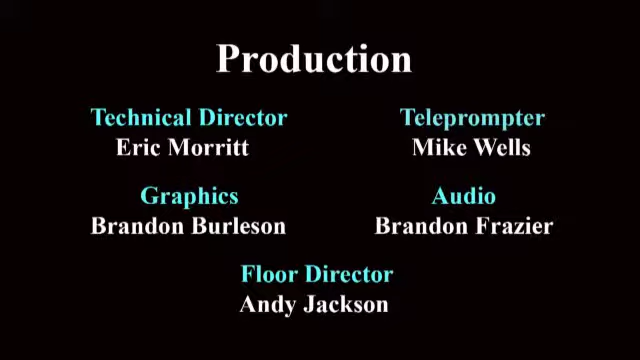 Production
Technical Director
Eric Morritt
Teleprompter
Mike Wells
Graphics
Brandon Burleson
Audio
Brandon Frazier
Floor Director
Andy Jackson